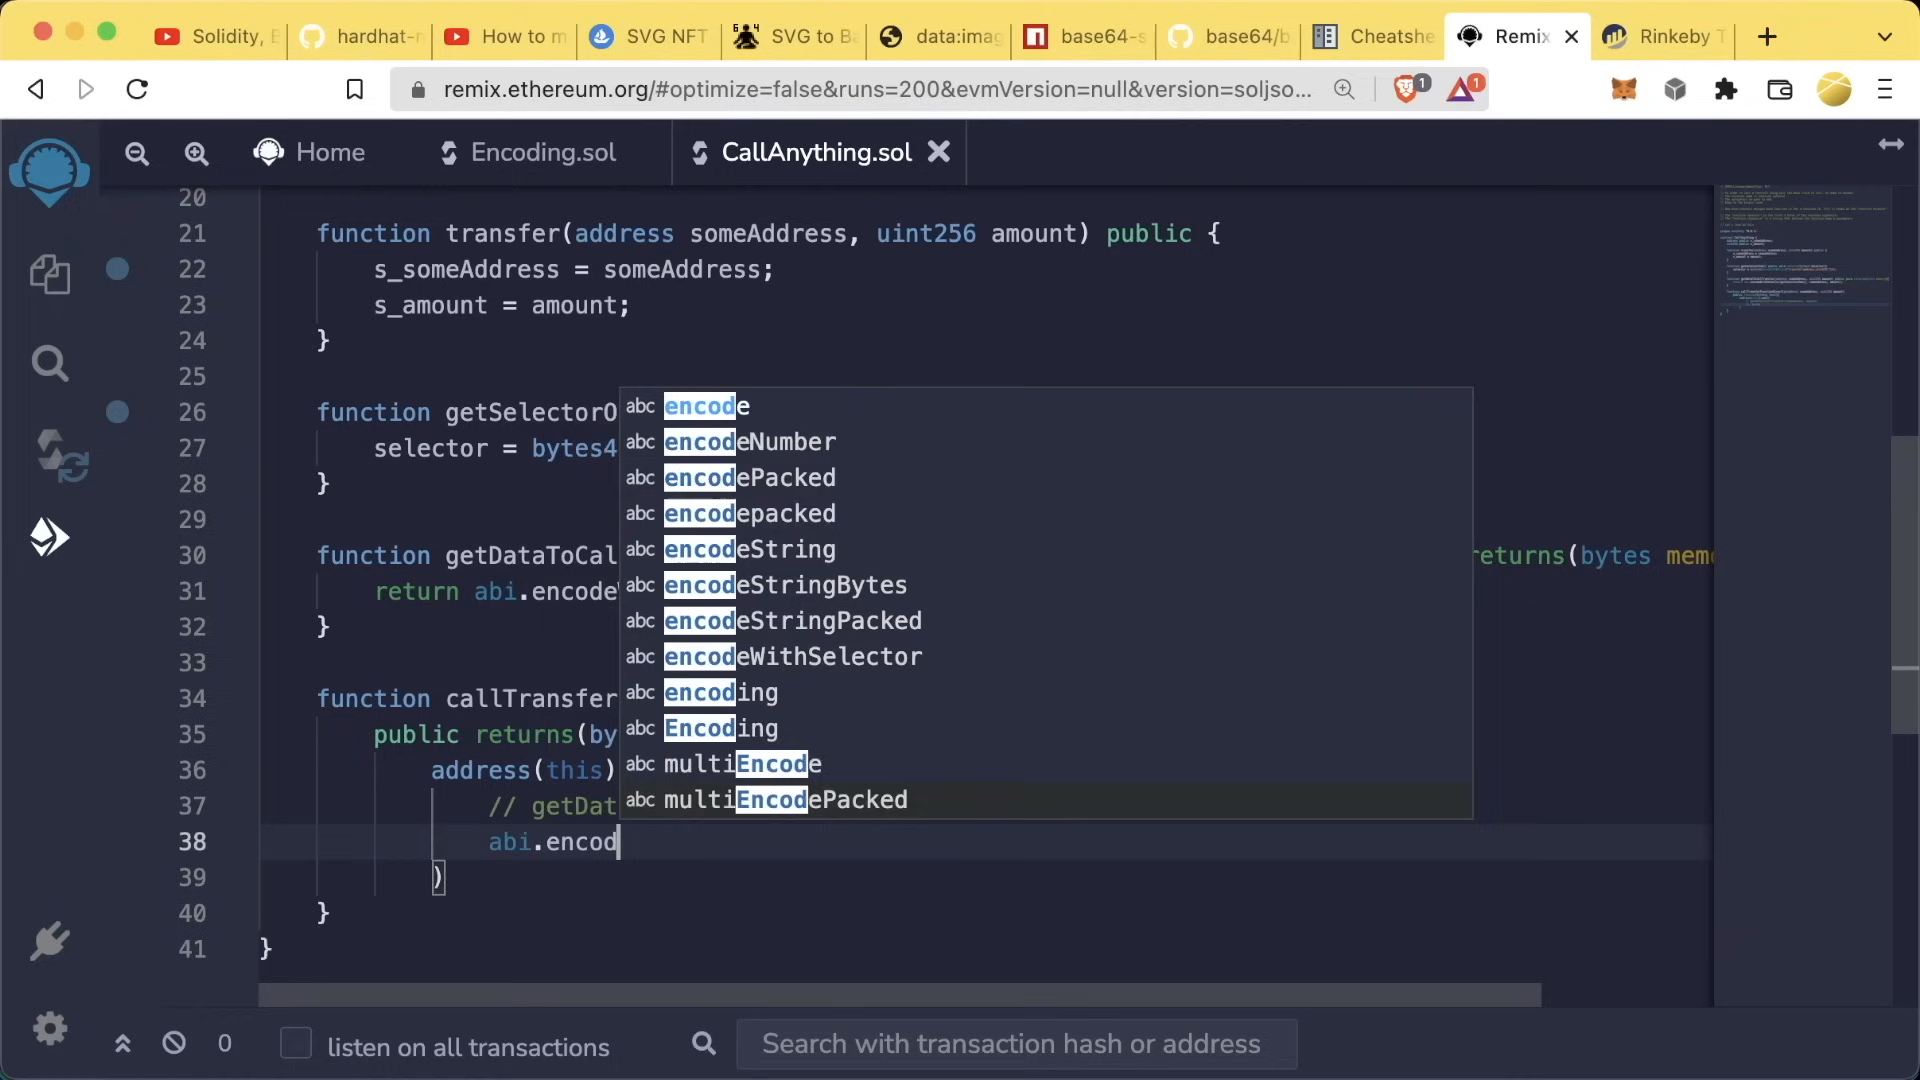 Solidity, E
hardhat-n
How to m
SVG NFT
SVG to Ba
data:imag
base64-s
base64/b
Cheatshe
Remix
Rinkeby T
remix.ethereum.org/#optimize=false&runs=200&evmVersion=null&version=soljso...
1
1
Home
Encoding.sol
CallAnything.sol
20
21 function transfer(address someAddress, uint256 amount) public {
22 s_someAddress = someAddress;
23 s_amount = amount;
24 }
25
26 function getSelectorO
27 selector = bytes4
28 }
29
30 function getDataToCal returns(bytes mem
31 return abi.encode
32 }
33
34 function callTransfer
35 public returns(by
36 address(this)
37 // getDat
38 abi.encod
39 )
40 }
41 }
abc encode
abc encodeNumber
abc encodePacked
abc encodepacked
abc encodeString
abc encodeStringBytes
abc encodeStringPacked
abc encodeWithSelector
abc encoding
abc Encoding
abc multiEncode
abc multiEncodePacked
0
listen on all transactions
Search with transaction hash or address